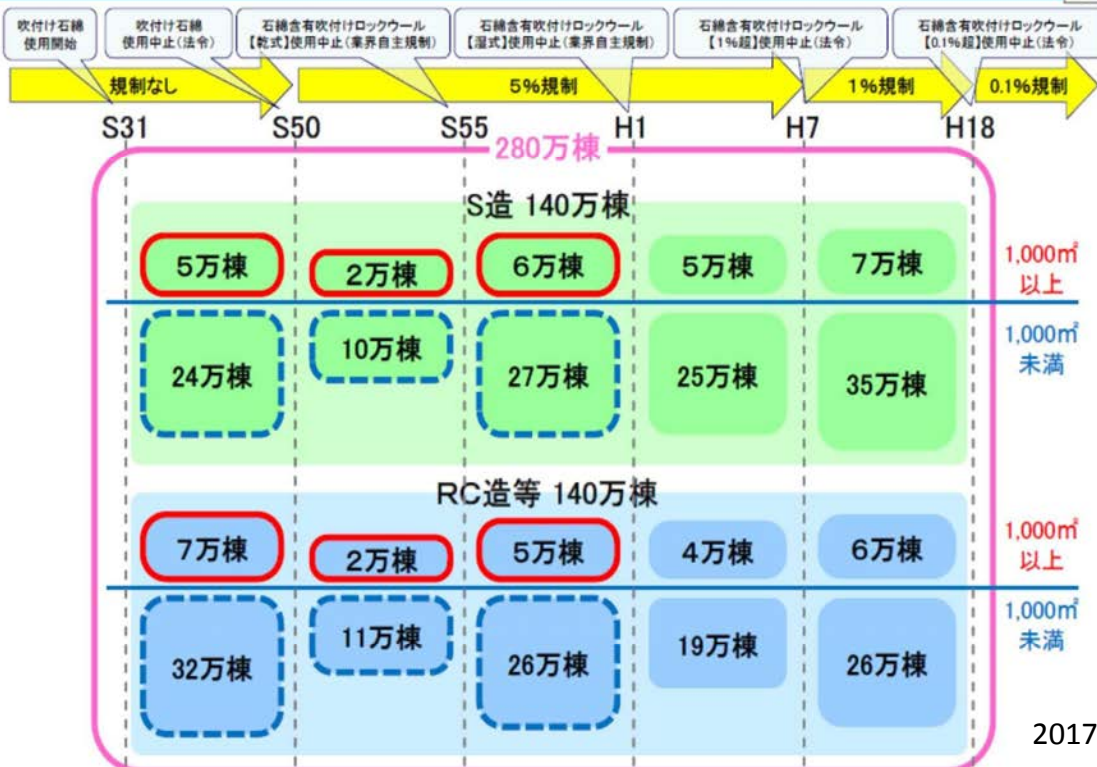 吹付け石綿
使用開始
吹付け石綿
使用中止(法令)
石綿含有吹付けロックウール
【乾式】使用中止(業界自主規制)
石綿含有吹付けロックウール
【湿式】使用中止(業界自主規制)
石綿含有吹付けロックウール
【1%超】使用中止(法令)
石綿含有吹付けロックウール
【0.1%超】使用中止(法令)
規制なし
5%規制
1%規制
0.1%規制
S31
S50
S55
H1
H7
H18
280万棟
S造 140万棟
5万棟
2万棟
6万棟
5万棟
7万棟
1,000㎡
以上
24万棟
10万棟
27万棟
25万棟
35万棟
1,000㎡
未満
RC造等 140万棟
7万棟
2万棟
5万棟
4万棟
6万棟
1,000㎡
以上
32万棟
11万棟
26万棟
19万棟
26万棟
1,000㎡
未満
2017